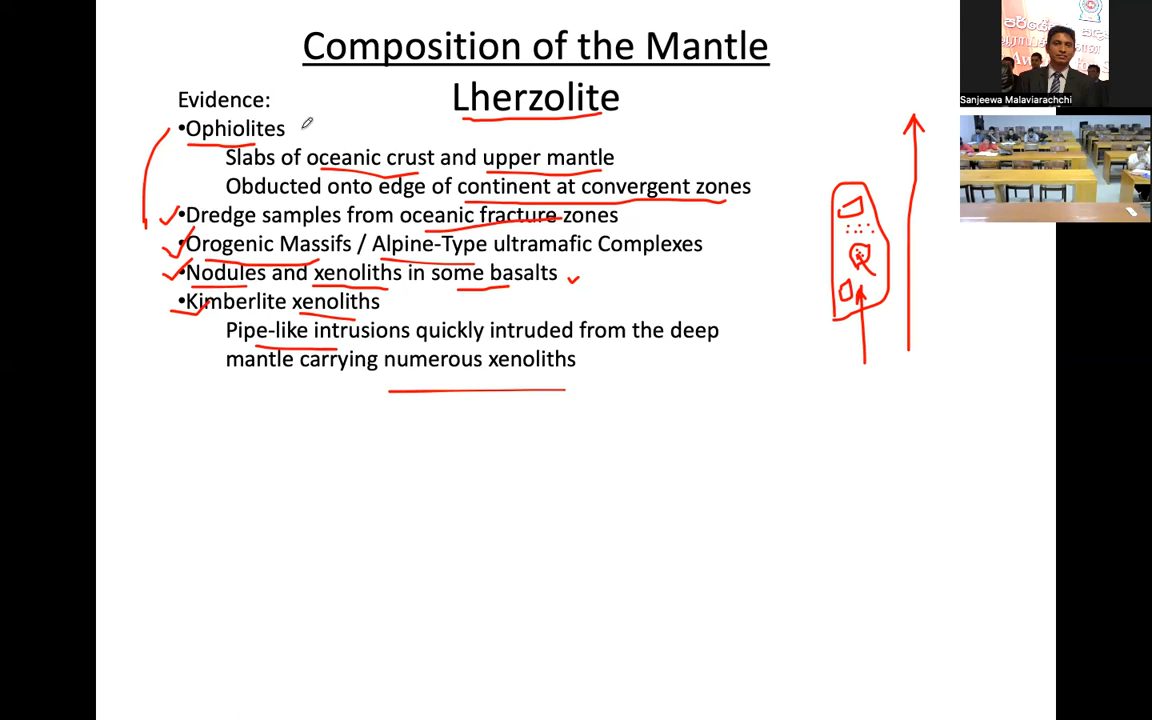 Composition of the Mantle
Lherzolite
Evidence:
•Ophiolites
Slabs of oceanic crust and upper mantle
Obducted onto edge of continent at convergent zones
•Dredge samples from oceanic fracture zones
•Orogenic Massifs / Alpine-Type ultramafic Complexes
•Nodules and xenoliths in some basalts
•Kimberlite xenoliths
Pipe-like intrusions quickly intruded from the deep
mantle carrying numerous xenoliths
Sanjeewa Malaviarachchi